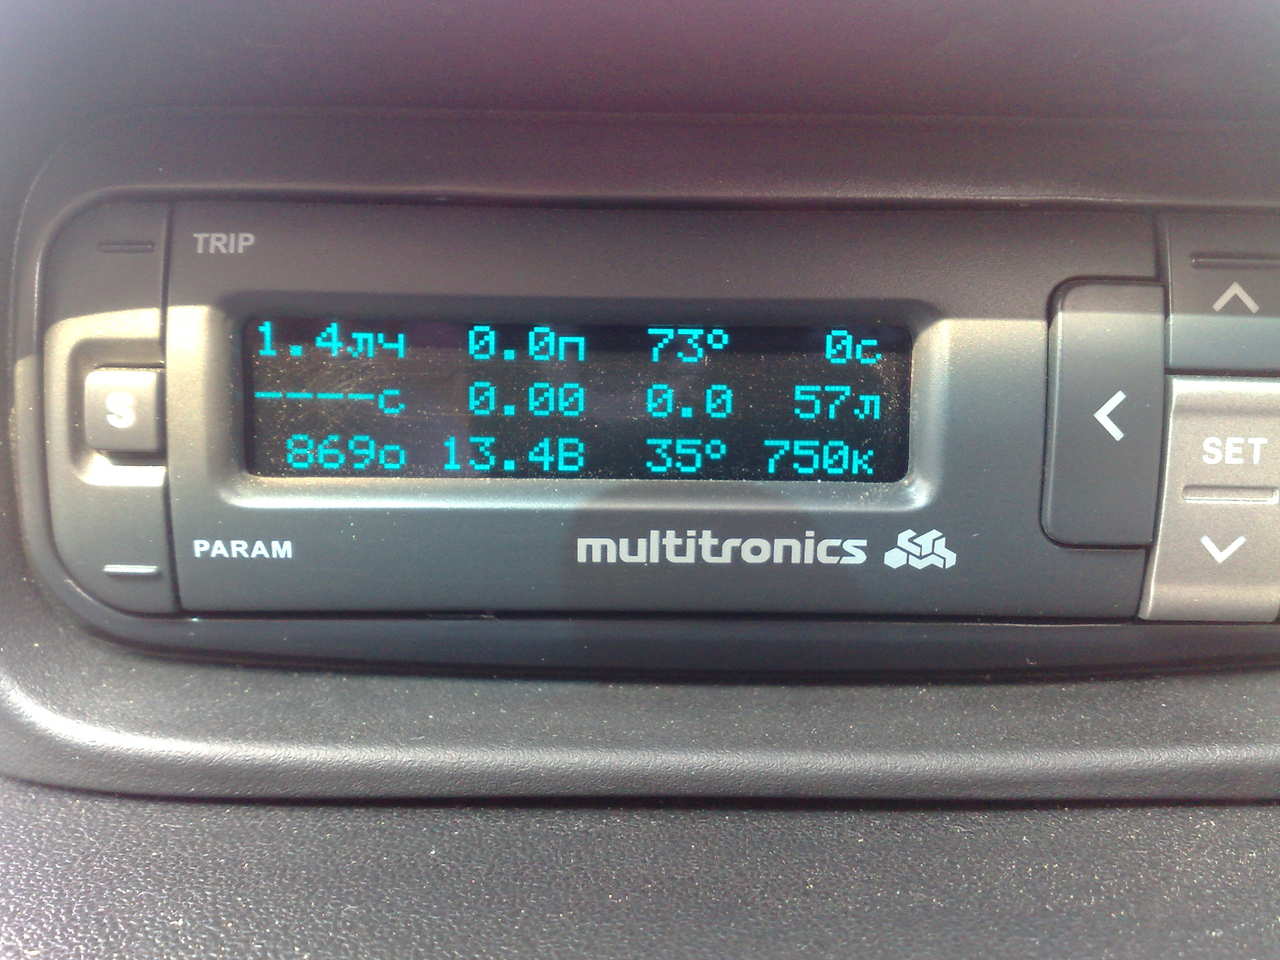 TRIP
1.4лч 0.0п 73° 0с
----с 0.00 0.0 57л
869о 13.4В 35° 750к
S
SET
PARAM
multitronics